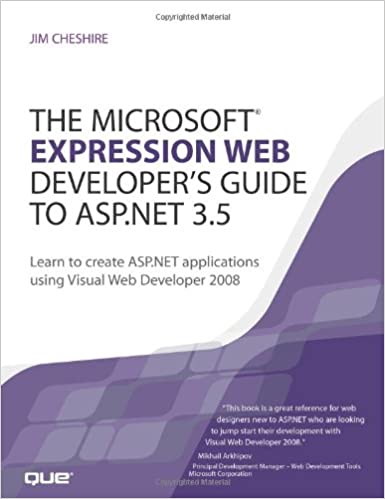 Copyrighted Material
JIM CHESHIRE
THE MICROSOFT®
EXPRESSION WEB
DEVELOPER'S GUIDE
TO ASP.NET 3.5
Learn to create ASP.NET applications
using Visual Web Developer 2008
"This book is a great reference for web
designers new to ASP.NET who are looking
to jump start their development with
Visual Web Developer 2008."
Mikhail Arkhipov
Principal Development Manager – Web Development Tools
Microsoft Corporation
QUE®
Copyrighted Material